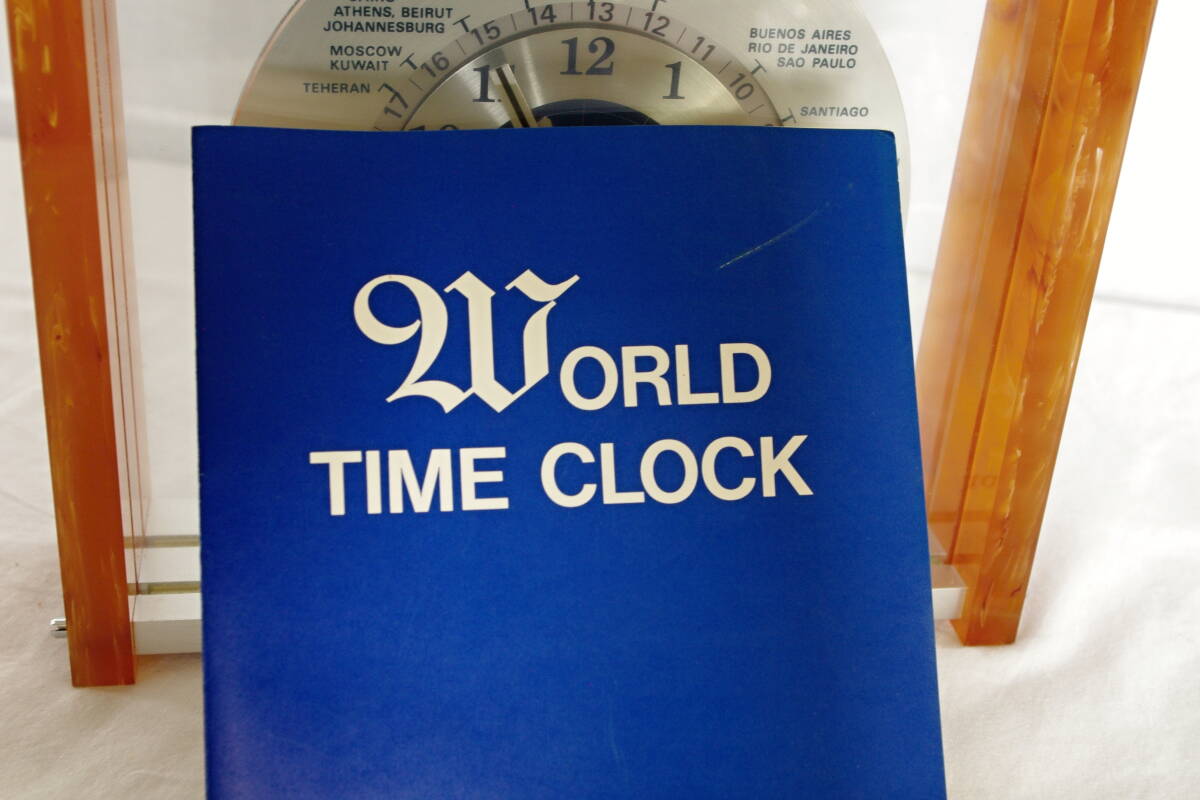 ATHENS, BEIRUT
JOHANNESBURG
MOSCOW
KUWAIT
TEHERAN
BUENOS AIRES
RIO DE JANEIRO
SAO PAULO
SANTIAGO
17 16 15 14 13 12 11 10
12 1
WORLD
TIME CLOCK